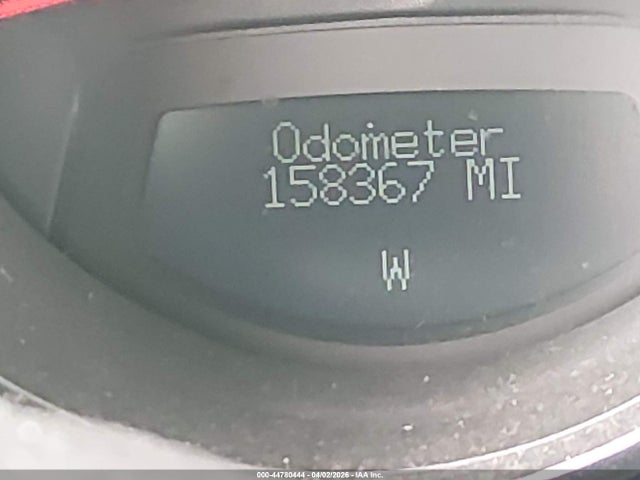 Odometer
158367 MI
W
000-44780444 - 04/02/2026 - IAA Inc.